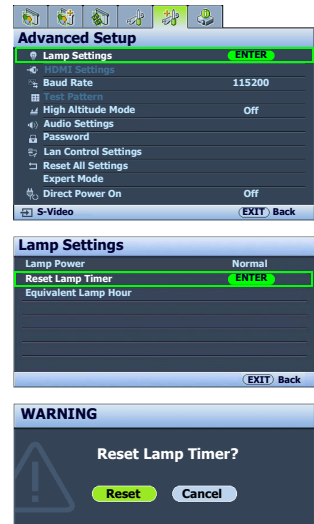 Advanced Setup
Lamp Settings ENTER
HDMI Settings
Baud Rate 115200
Test Pattern
High Altitude Mode Off
Audio Settings
Password
Lan Control Settings
Reset All Settings
Expert Mode
Direct Power On Off
S-Video EXIT Back
Lamp Settings
Lamp Power Normal
Reset Lamp Timer ENTER
Equivalent Lamp Hour
EXIT Back
WARNING
Reset Lamp Timer?
Reset Cancel